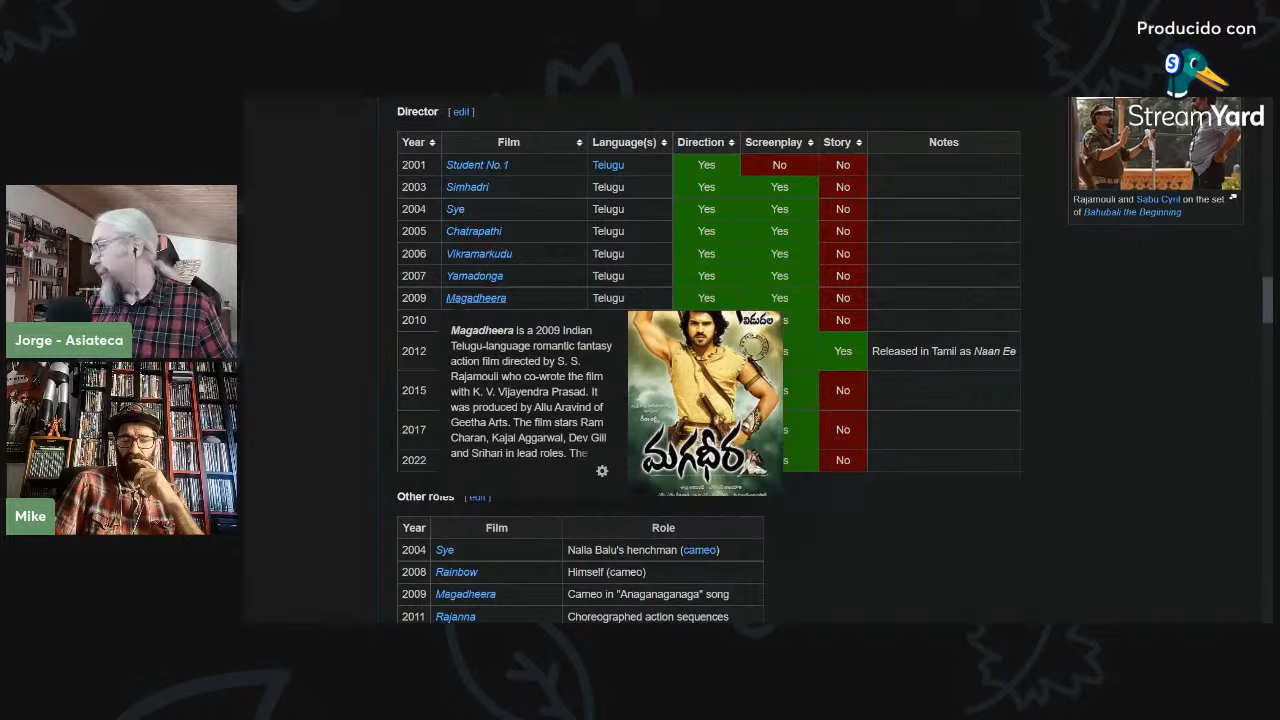 Producido con
StreamYard
Director [ edit ]
Year Film Language(s) Direction Screenplay Story Notes
2001 Student No.1 Telugu Yes No No
2003 Simhadri Telugu Yes Yes No
2004 Sye Telugu Yes Yes No
2005 Chatrapathi Telugu Yes Yes No
2006 Vikramarkudu Telugu Yes Yes No
2007 Yamadonga Telugu Yes Yes No
2009 Magadheera Telugu Yes Yes No
2010 s No
2012 s Yes Released in Tamil as Naan Ee
2015 s No
2017 s No
2022 s No
Magadheera is a 2009 Indian
Telugu-language romantic fantasy
action film directed by S. S.
Rajamouli who co-wrote the film
with K. V. Vijayendra Prasad. It
was produced by Allu Aravind of
Geetha Arts. The film stars Ram
Charan, Kajal Aggarwal, Dev Gill
and Srihari in lead roles. The
విడుదల
మగధీర
Rajamouli and Sabu Cyril on the set
of Bahubali the Beginning
Other roles [ edit ]
Year Film Role
2004 Sye Nalla Balu's henchman (cameo)
2008 Rainbow Himself (cameo)
2009 Magadheera Cameo in "Anaganaganaga" song
2011 Rajanna Choreographed action sequences
Jorge - Asiateca
Mike